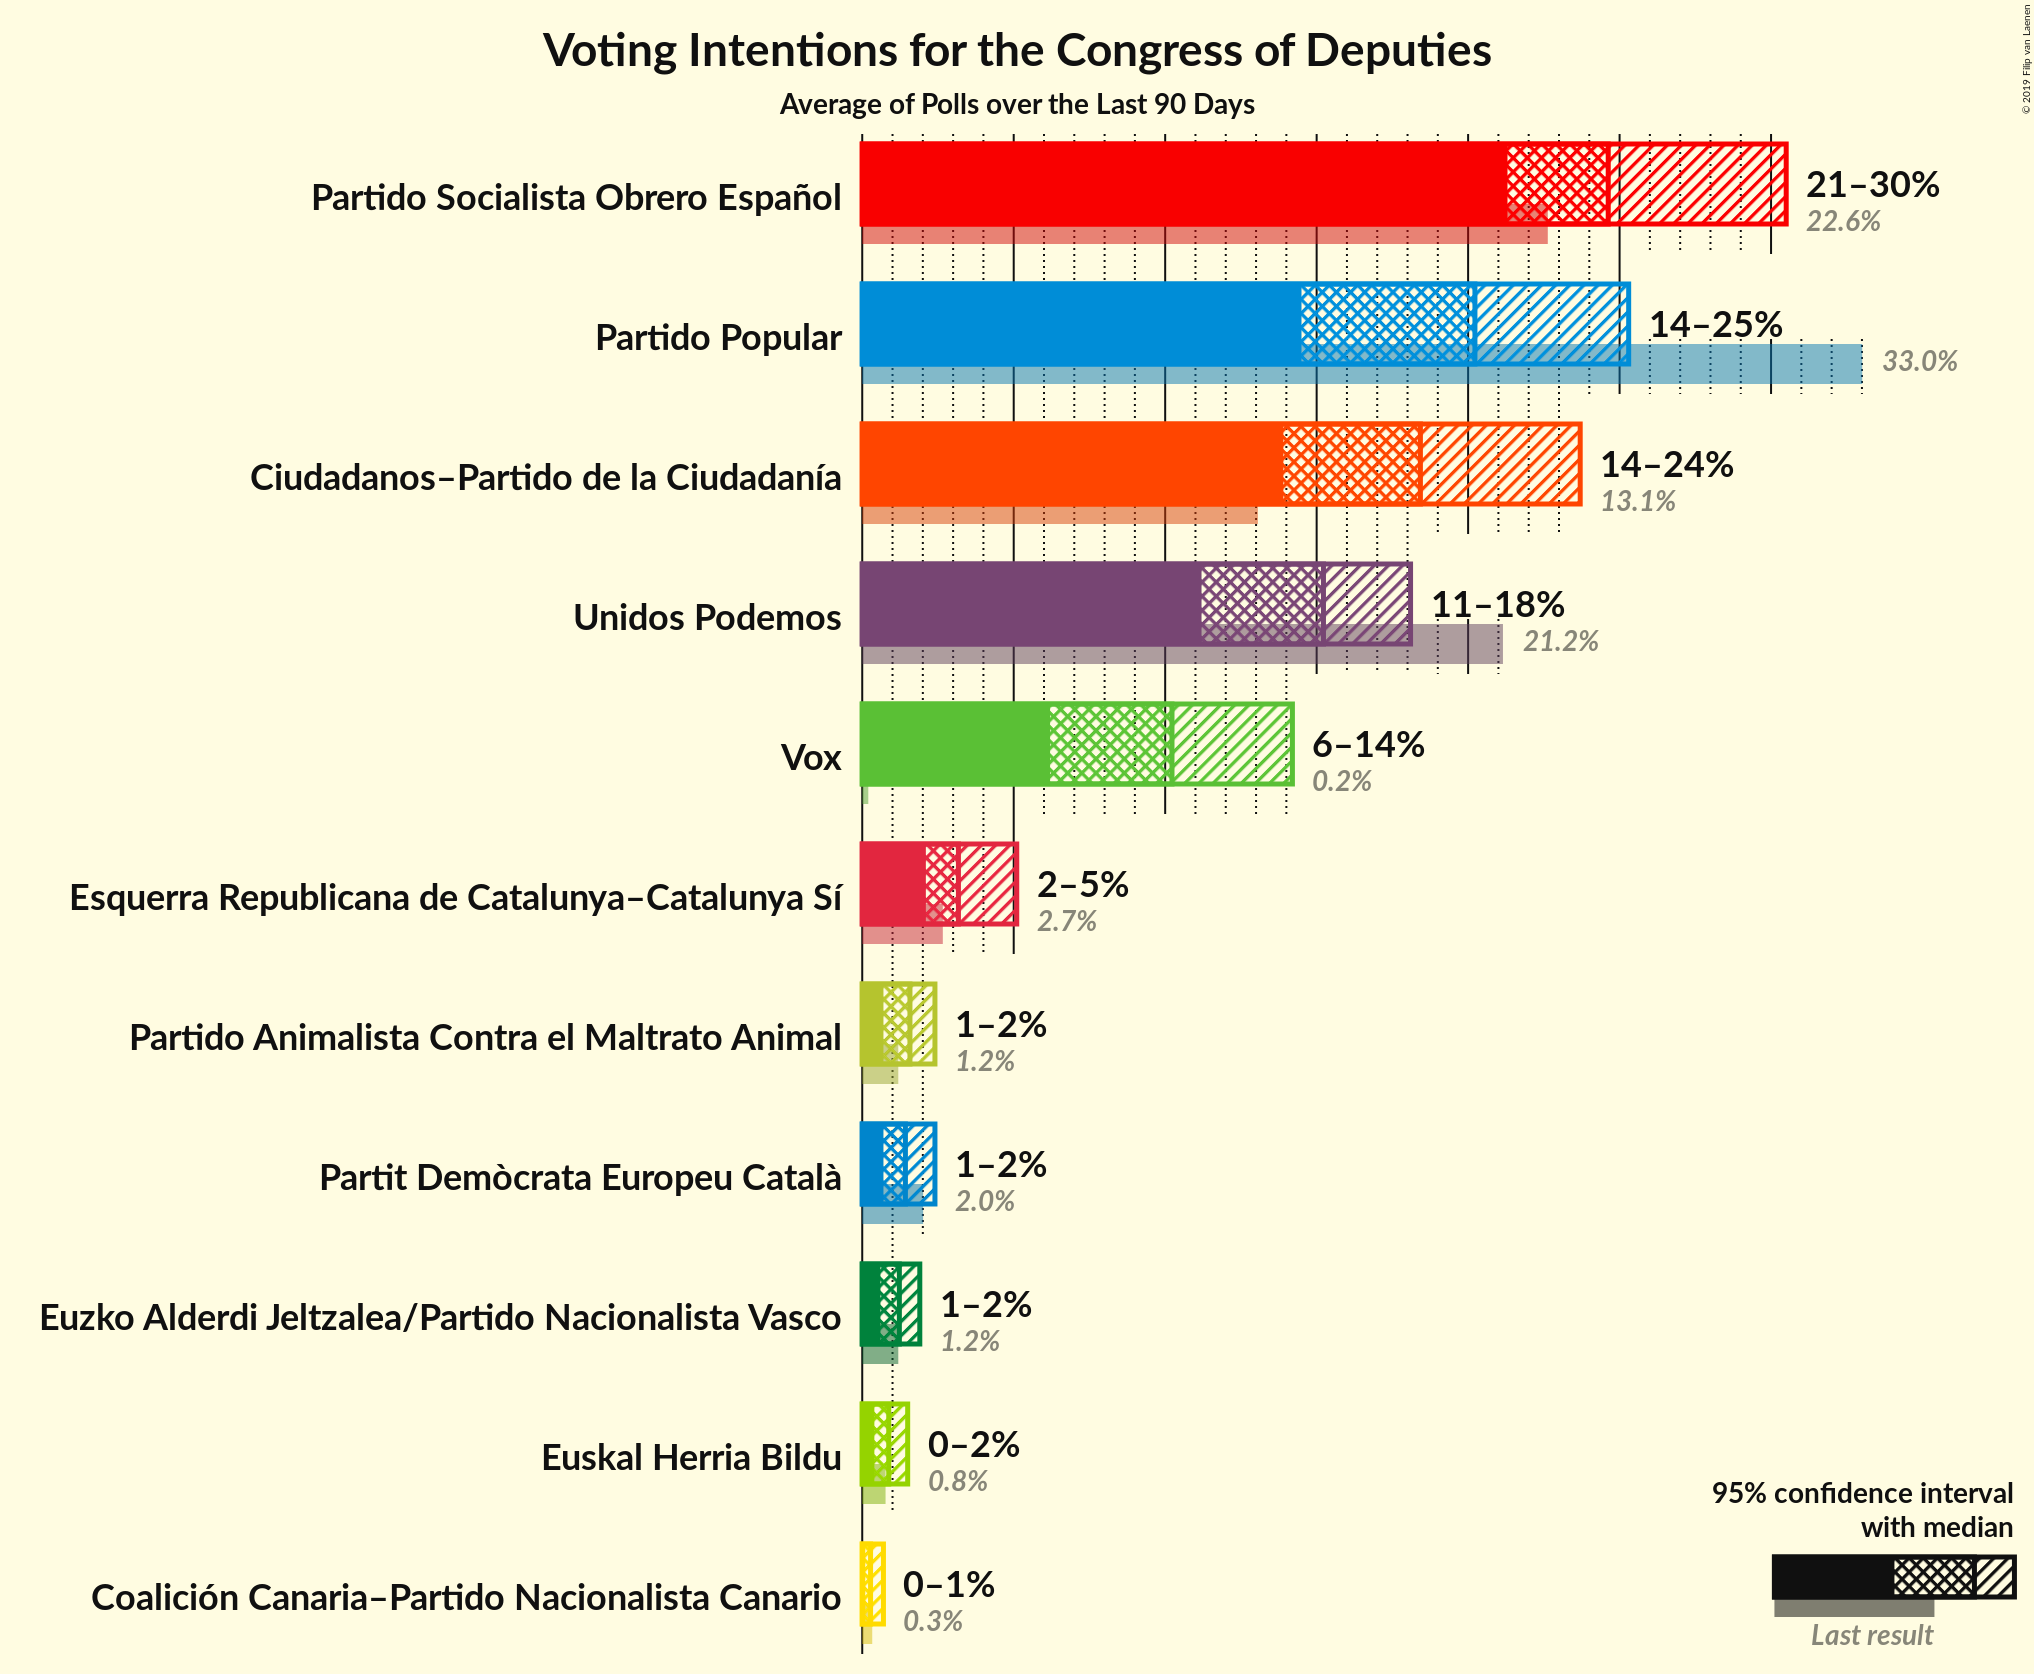 Voting Intentions for the Congress of Deputies
Average of Polls over the Last 90 Days
© 2019 Filip van Laenen
Partido Socialista Obrero Español
21–30%
22.6%
Partido Popular
14–25%
33.0%
Ciudadanos–Partido de la Ciudadanía
14–24%
13.1%
Unidos Podemos
11–18%
21.2%
Vox
6–14%
0.2%
Esquerra Republicana de Catalunya–Catalunya Sí
2–5%
2.7%
Partido Animalista Contra el Maltrato Animal
1–2%
1.2%
Partit Demòcrata Europeu Català
1–2%
2.0%
Euzko Alderdi Jeltzalea/Partido Nacionalista Vasco
1–2%
1.2%
Euskal Herria Bildu
0–2%
0.8%
Coalición Canaria–Partido Nacionalista Canario
0–1%
0.3%
95% confidence interval
with median
Last result